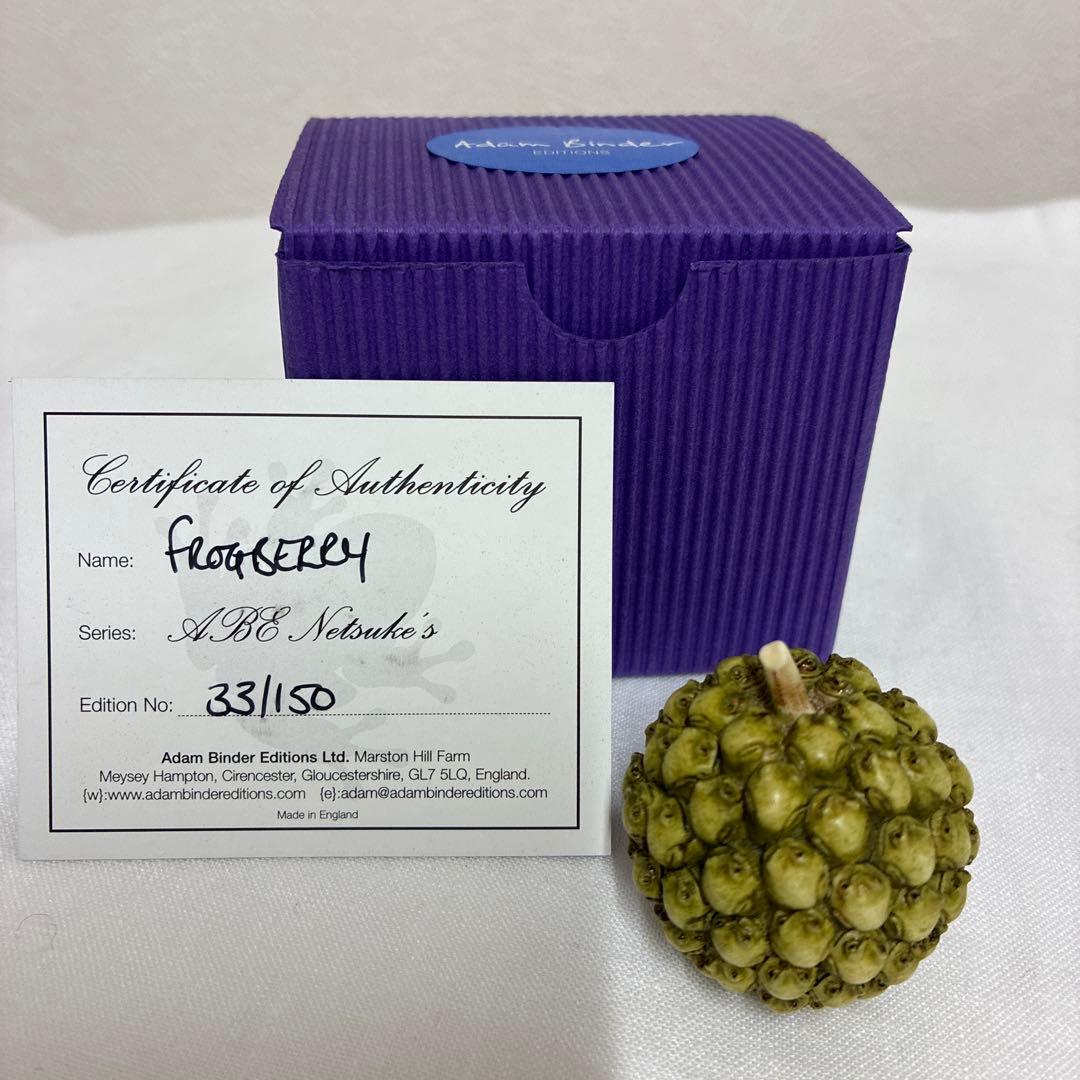 Adam Binder
EDITIONS
Certificate of Authenticity
Name: FROGBERRY
Series: ABE Netsuke's
Edition No: 33/150
Adam Binder Editions Ltd. Marston Hill Farm
Meysey Hampton, Cirencester, Gloucestershire, GL7 5LQ, England.
{w}:www.adambindereditions.com {e}:adam@adambindereditions.com
Made in England